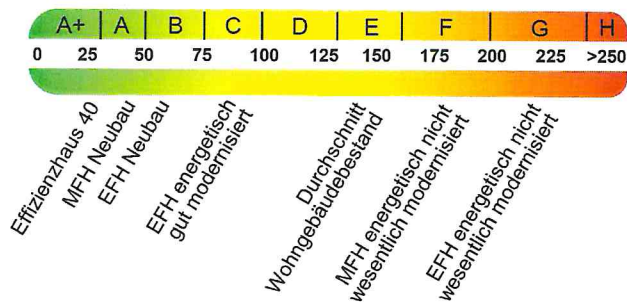 A+ A B C D E F G H
0 25 50 75 100 125 150 175 200 225 >250
Effizienzhaus 40
MFH Neubau
EFH Neubau
EFH energetisch
gut modernisiert
Durchschnitt
Wohngebäudebestand
MFH energetisch nicht
wesentlich modernisiert
EFH energetisch nicht
wesentlich modernisiert